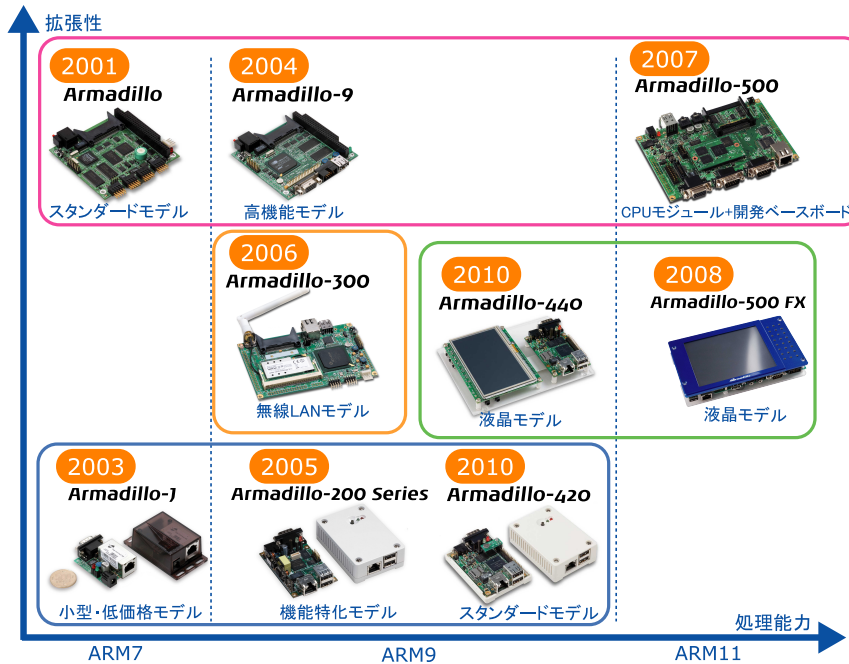 拡張性
2001
Armadillo
スタンダードモデル
2004
Armadillo-9
高機能モデル
2007
Armadillo-500
CPUモジュール+開発ベースボード
2006
Armadillo-300
無線LANモデル
2010
Armadillo-440
液晶モデル
2008
Armadillo-500 FX
液晶モデル
2003
Armadillo-J
小型・低価格モデル
2005
Armadillo-200 Series
機能特化モデル
2010
Armadillo-420
スタンダードモデル
処理能力
ARM7
ARM9
ARM11